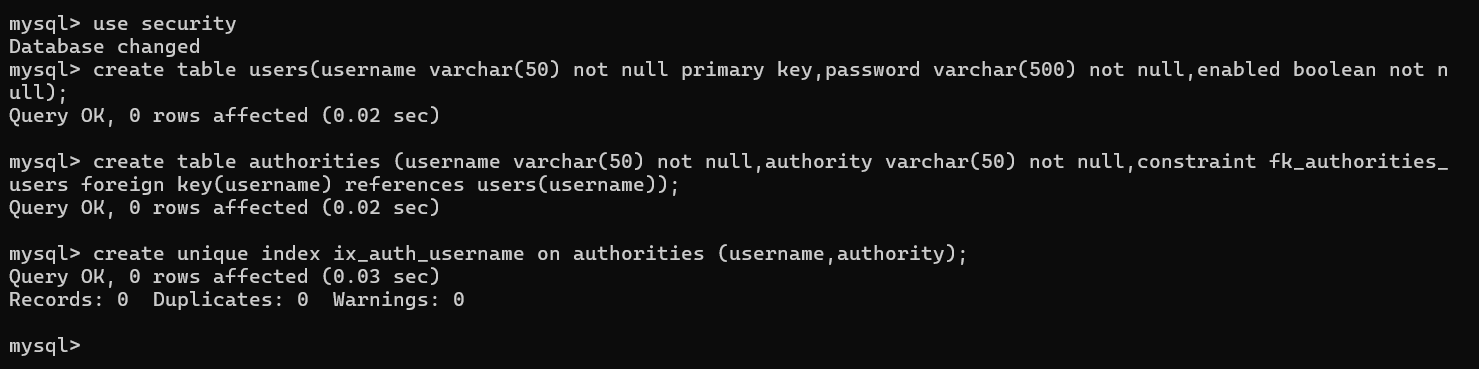 mysql> use security
Database changed
mysql> create table users(username varchar(50) not null primary key,password varchar(500) not null,enabled boolean not n
ull);
Query OK, 0 rows affected (0.02 sec)

mysql> create table authorities (username varchar(50) not null,authority varchar(50) not null,constraint fk_authorities_
users foreign key(username) references users(username));
Query OK, 0 rows affected (0.02 sec)

mysql> create unique index ix_auth_username on authorities (username,authority);
Query OK, 0 rows affected (0.03 sec)
Records: 0  Duplicates: 0  Warnings: 0

mysql>